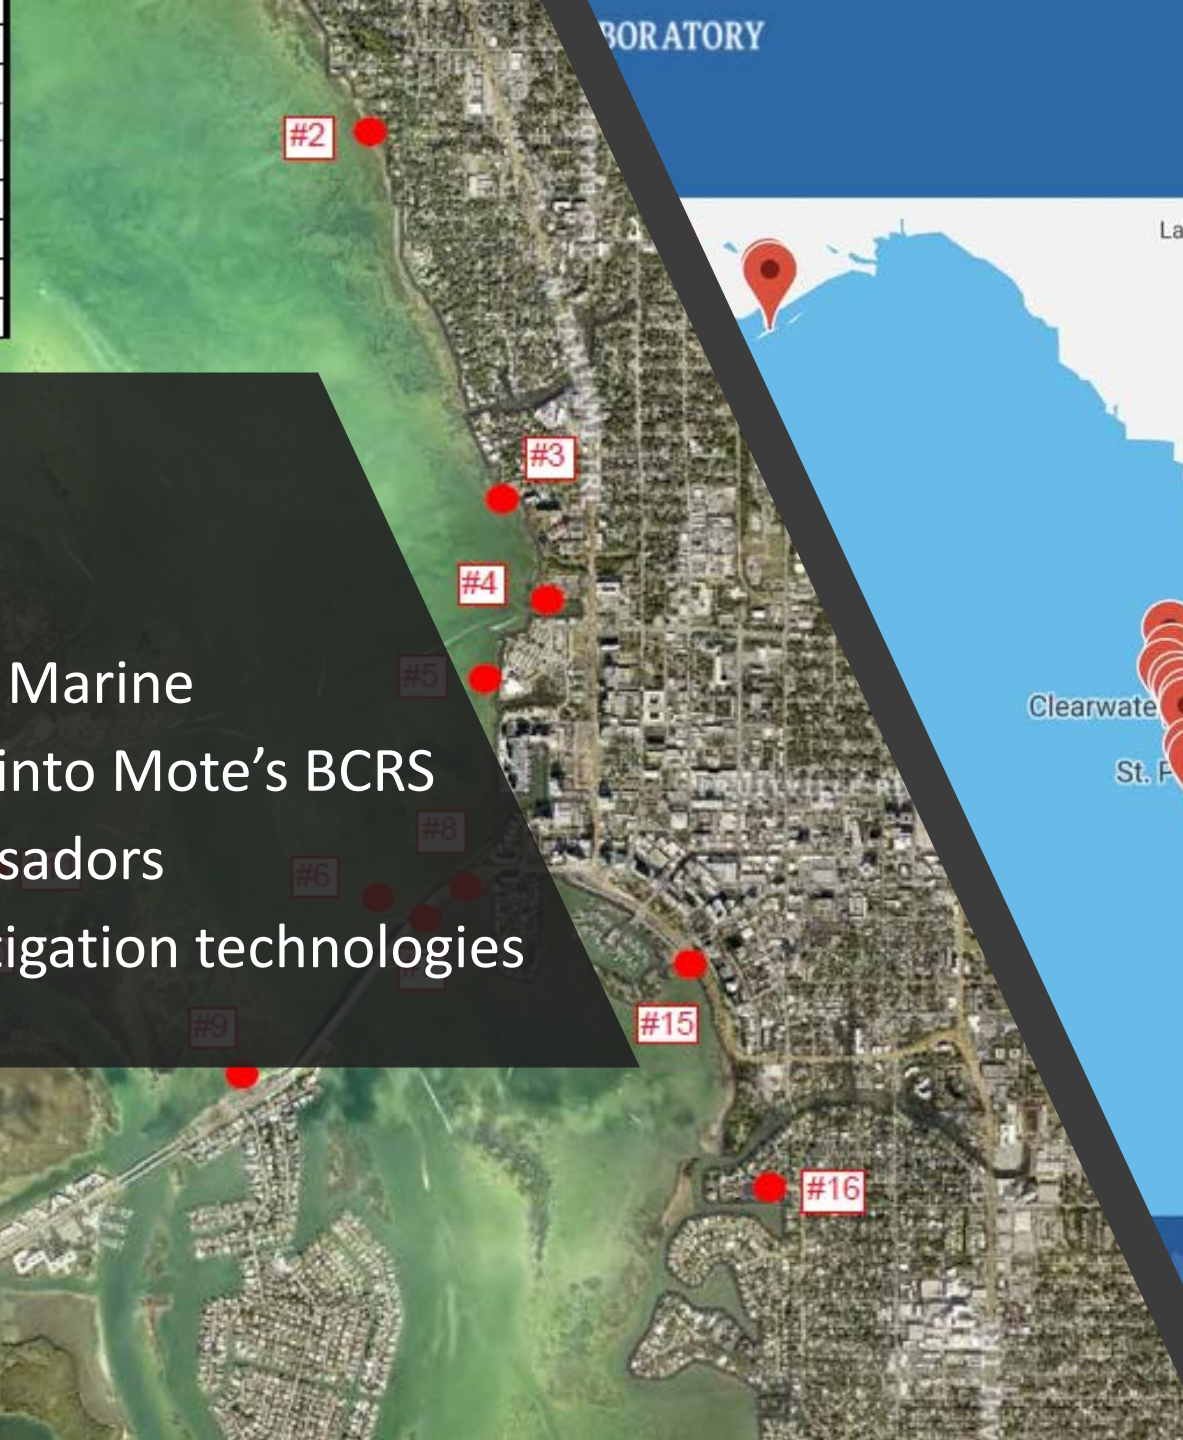 BORATORY
#2
La
#3
#4
Marine
#5
Clearwate
into Mote's BCRS
St. P
#8
sadors
#6
tigation technologies
#15
#9
#16